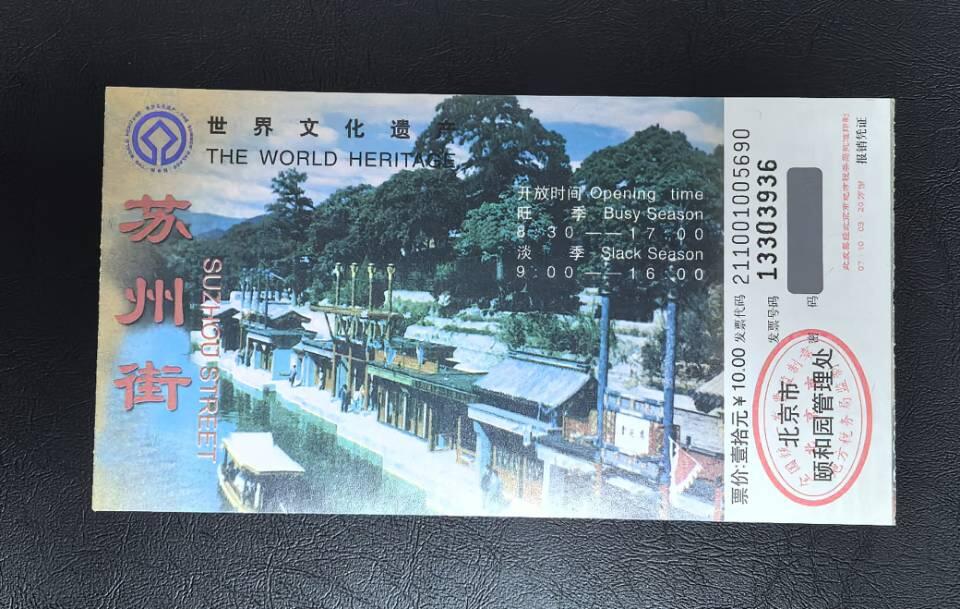 世界文化遗产
THE WORLD HERITAGE
苏州街
SUZHOU STREET
开放时间 Opening time
旺 季 Busy Season
8:30——17:00
淡 季 Slack Season
9:00——16:00
票价:壹拾元￥10.00
发票代码 211001005690
发票号码 13303936
密 码
北京市
颐和园管理处
报销凭证